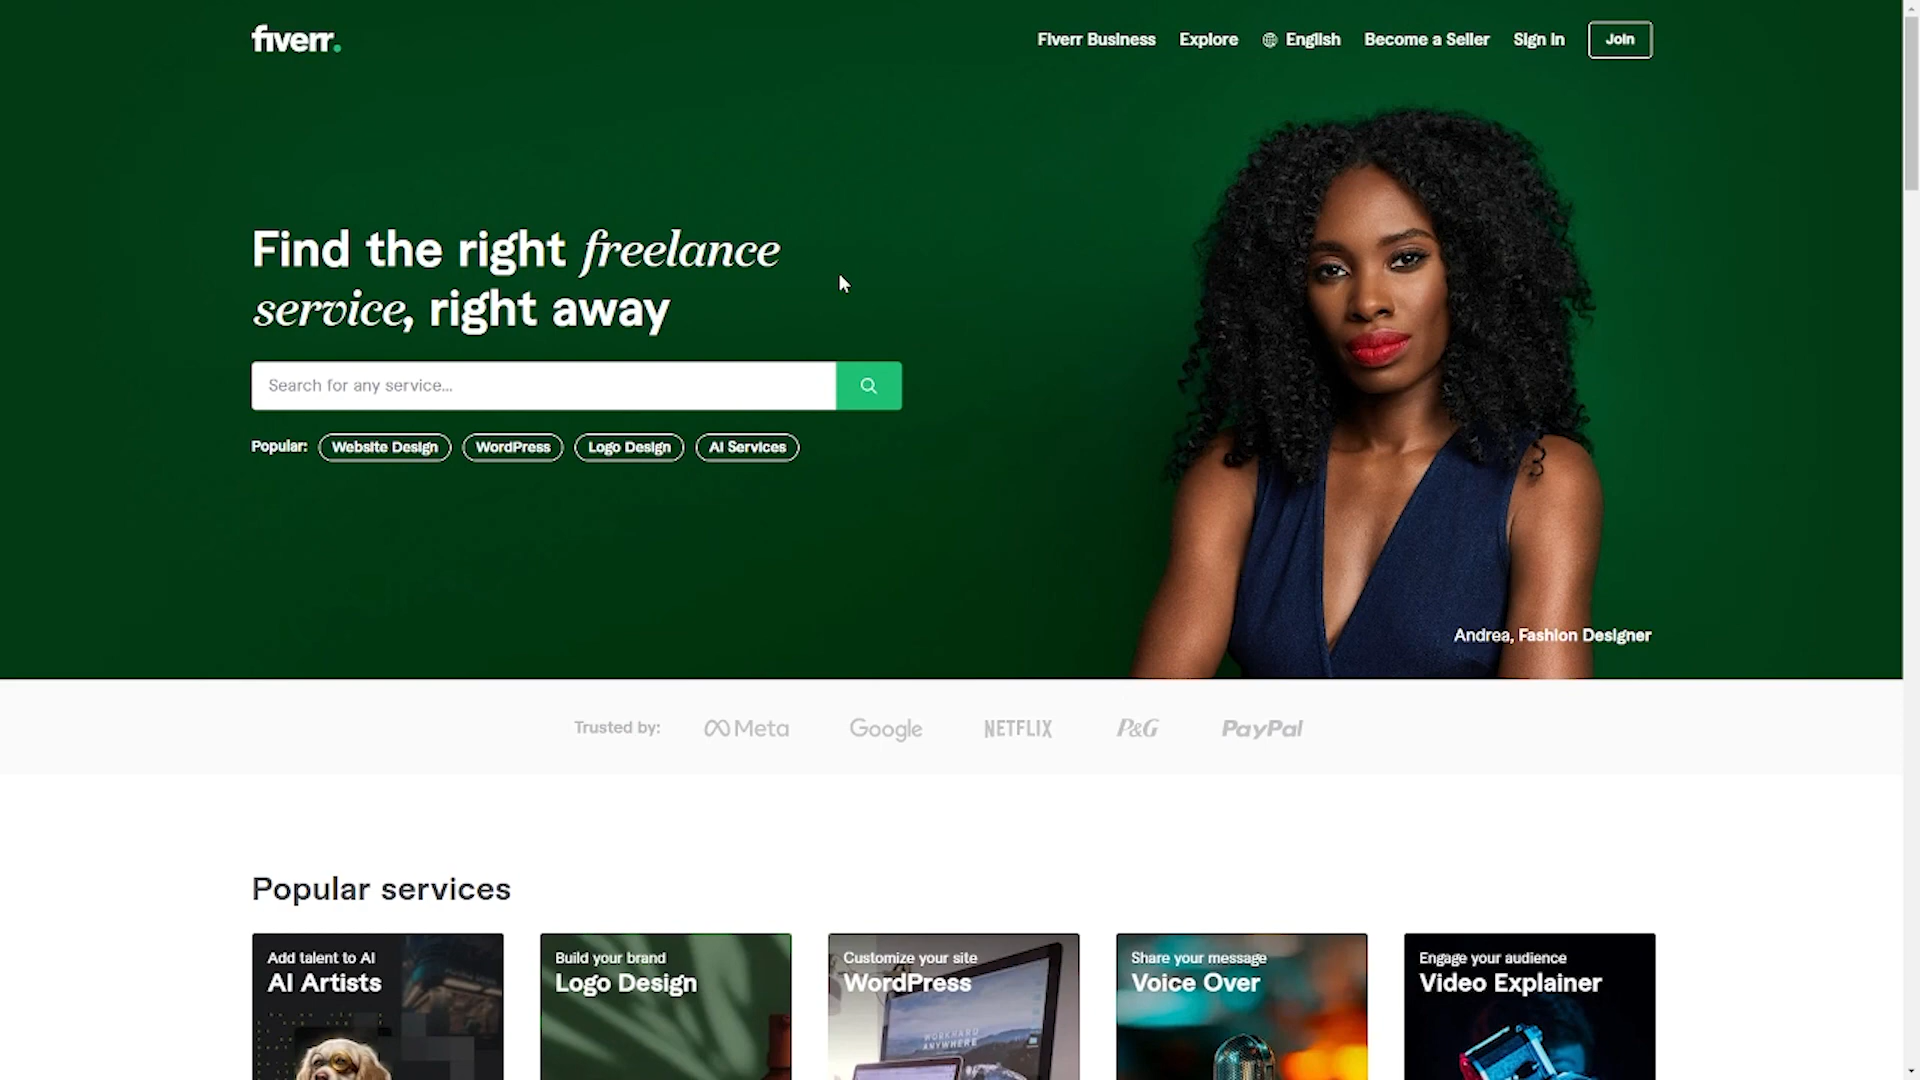 fiverr.
Fiverr Business Explore English Become a Seller Sign in Join
Find the right freelance
service, right away
Search for any service...
Popular: Website Design WordPress Logo Design AI Services
Andrea, Fashion Designer
Trusted by: Meta Google NETFLIX P&G PayPal
Popular services
Add talent to AI
AI Artists
Build your brand
Logo Design
Customize your site
WordPress
WORKHARD
ANYWHERE
Share your message
Voice Over
Engage your audience
Video Explainer